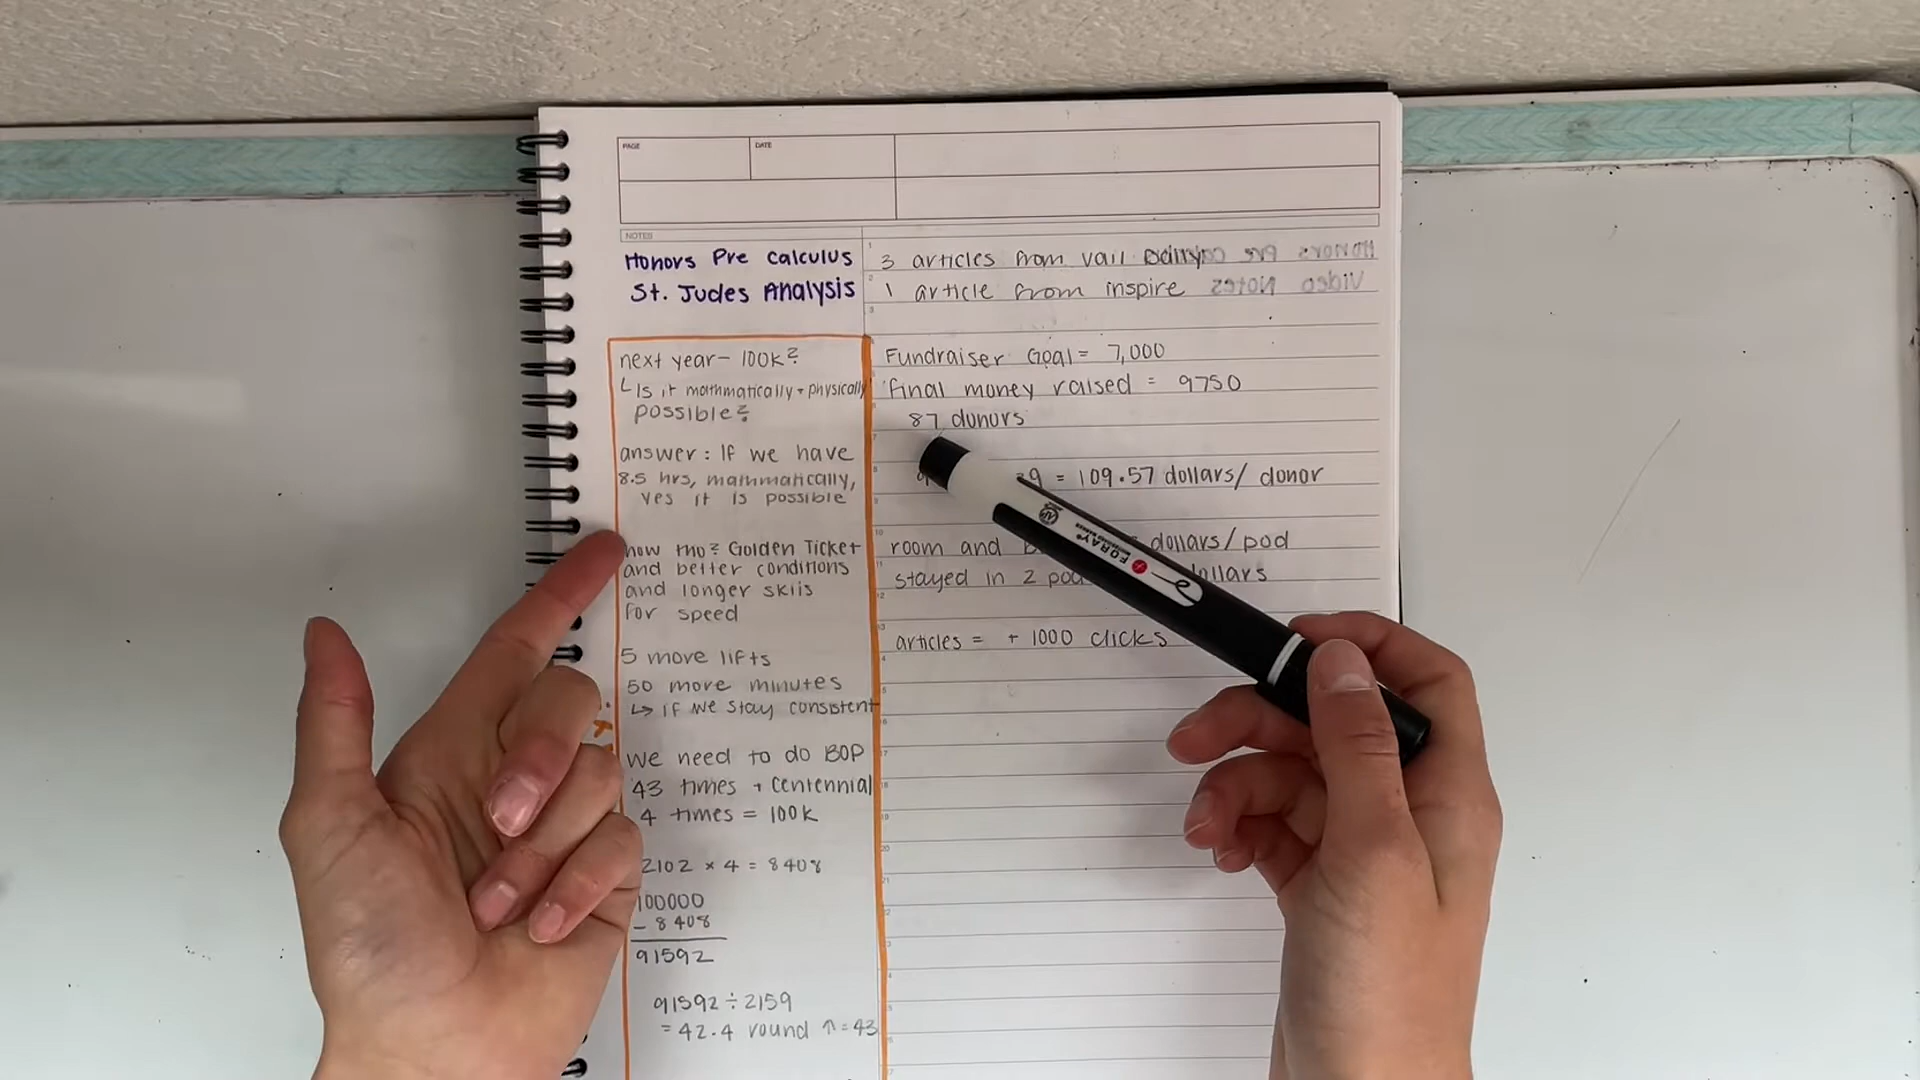 PAGE
DATE
NOTES
Honors Pre Calculus
St. Judes Analysis
next year- 100k?
↳ Is it mathmatically + physically
possible?
answer: If we have
8.5 hrs, mathmatically,
yes it is possible
how tho? Golden Ticket
and better conditions
and longer skiis
for speed
5 more lifts
50 more minutes
↳ if we stay consistent
we need to do BOP
43 times + Centennial
4 times = 100k
2102 × 4 = 8408
100000
- 8408
91592
91592 ÷ 2159
= 42.4 round ↑ = 43
3 articles from vail
1 article from inspire
Fundraiser Goal = 7,000
Final money raised = 9750
87 donors
= 109.57 dollars/ donor
room and dollars/pod
stayed in 2 dollars
articles = + 1000 clicks
FORAY